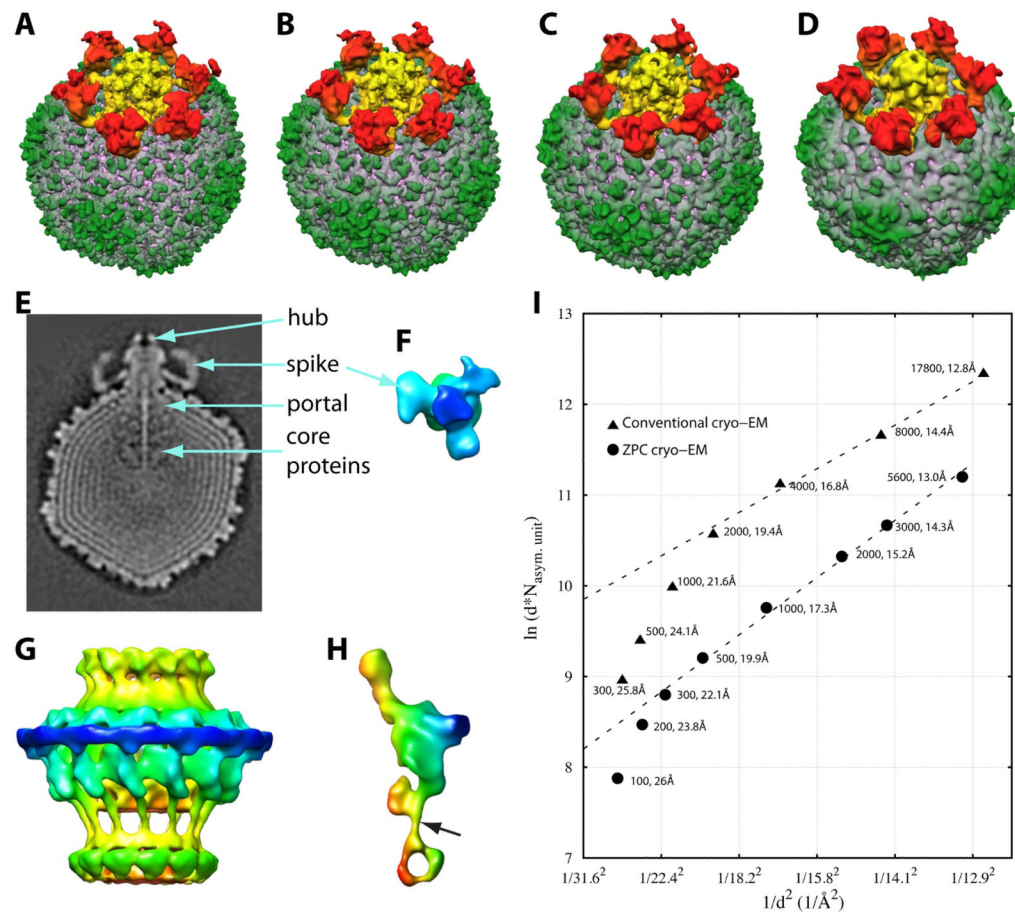 A
B
C
D
E
hub
spike
portal
core
proteins
F
G
H
I
13
12
11
10
9
8
7
ln (d*Nasym. unit)
▲ Conventional cryo−EM
● ZPC cryo−EM
17800, 12.8Å
8000, 14.4Å
5600, 13.0Å
4000, 16.8Å
3000, 14.3Å
2000, 19.4Å
2000, 15.2Å
1000, 21.6Å
1000, 17.3Å
500, 24.1Å
500, 19.9Å
300, 25.8Å
300, 22.1Å
200, 23.8Å
100, 26Å
1/31.6² 1/22.4² 1/18.2² 1/15.8² 1/14.1² 1/12.9²
1/d² (1/Å²)